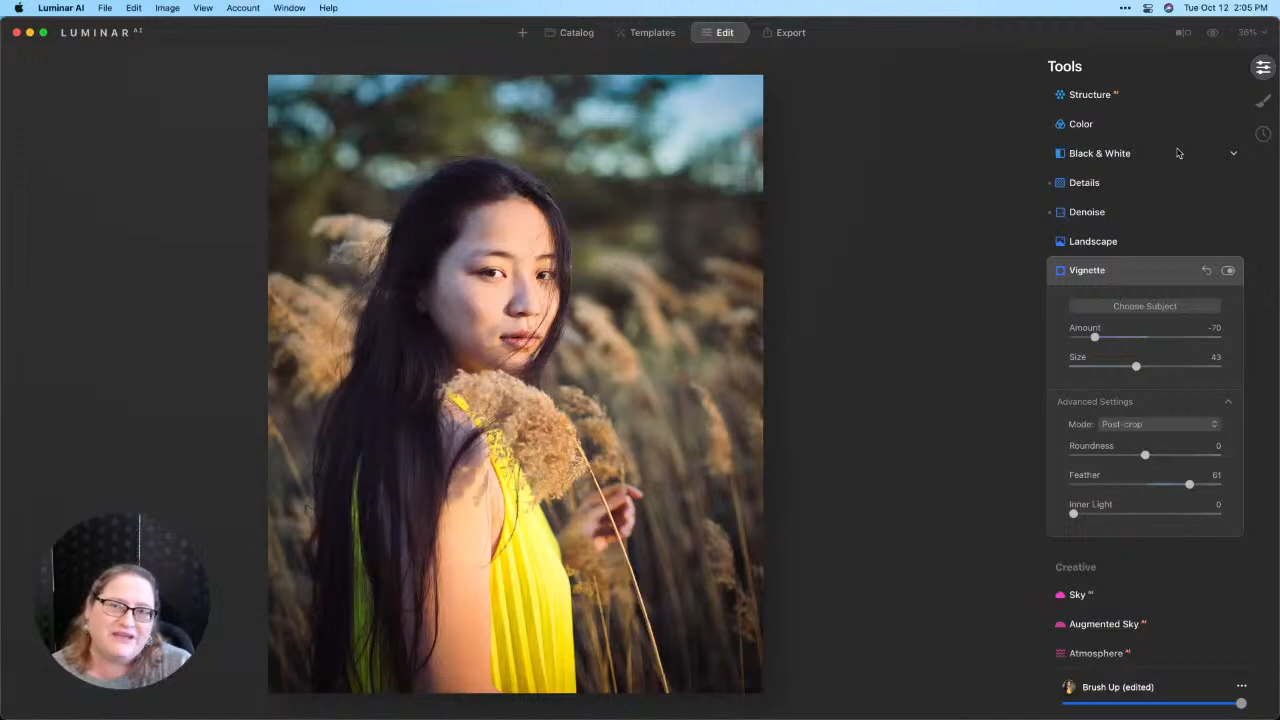 Luminar AI File Edit Image View Account Window Help Tue Oct 12 2:05 PM
LUMINAR AI Catalog Templates Edit Export 36%
Tools
Structure AI
Color
Black & White
Details
Denoise
Landscape
Vignette
Choose Subject
Amount -70
Size 43
Advanced Settings
Mode: Post-crop
Roundness 0
Feather 61
Inner Light 0
Creative
Sky AI
Augmented Sky AI
Atmosphere AI
Brush Up (edited)